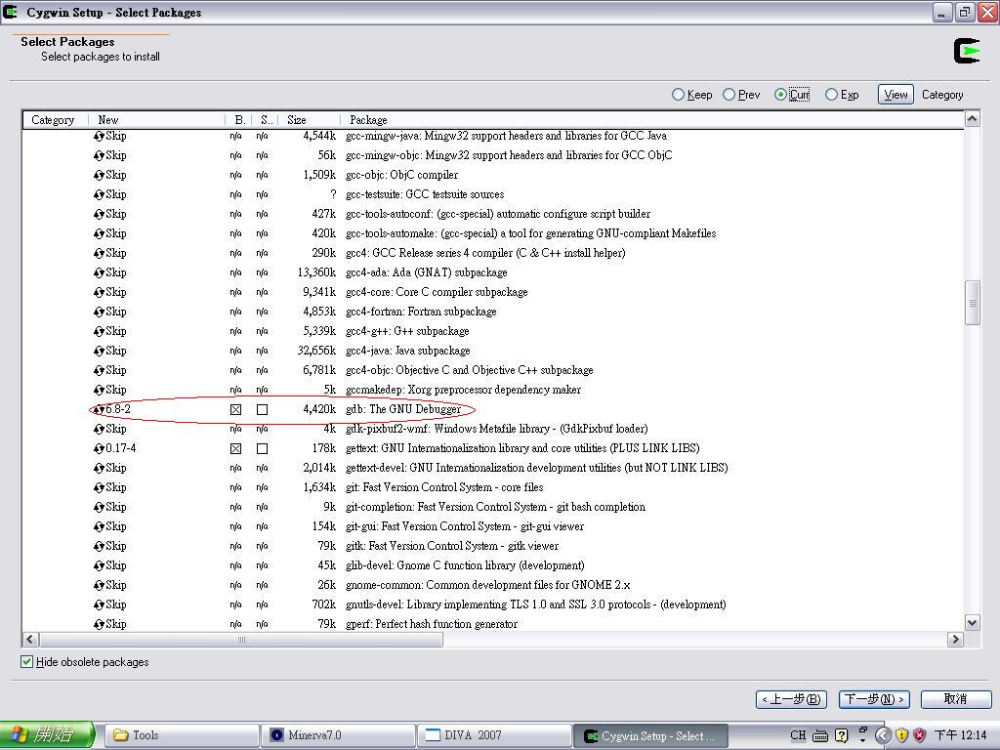 Cygwin Setup - Select Packages
Select Packages
Select packages to install
Keep Prev Curr Exp View Category
Category New B. S.. Size Package
Skip n/a n/a 4,544k gcc-mingw-java: Mingw32 support headers and libraries for GCC Java
Skip n/a n/a 56k gcc-mingw-objc: Mingw32 support headers and libraries for GCC ObjC
Skip n/a n/a 1,509k gcc-objc: ObjC compiler
Skip n/a n/a ? gcc-testsuite: GCC testsuite sources
Skip n/a n/a 427k gcc-tools-autoconf: (gcc-special) automatic configure script builder
Skip n/a n/a 420k gcc-tools-automake: (gcc-special) a tool for generating GNU-compliant Makefiles
Skip n/a n/a 290k gcc4: GCC Release series 4 compiler (C & C++ install helper)
Skip n/a n/a 13,360k gcc4-ada: Ada (GNAT) subpackage
Skip n/a n/a 9,341k gcc4-core: Core C compiler subpackage
Skip n/a n/a 4,853k gcc4-fortran: Fortran subpackage
Skip n/a n/a 5,339k gcc4-g++: G++ subpackage
Skip n/a n/a 32,656k gcc4-java: Java subpackage
Skip n/a n/a 6,781k gcc4-objc: Objective C and Objective C++ subpackage
Skip n/a n/a 5k gccmakedep: Xorg preprocessor dependency maker
6.8-2 4,420k gdb: The GNU Debugger
Skip n/a n/a 4k gdk-pixbuf2-wmf: Windows Metafile library - (GdkPixbuf loader)
0.17-4 178k gettext: GNU Internationalization library and core utilities (PLUS LINK LIBS)
Skip n/a n/a 2,014k gettext-devel: GNU Internationalization development utilities (but NOT LINK LIBS)
Skip n/a n/a 1,634k git: Fast Version Control System - core files
Skip n/a n/a 9k git-completion: Fast Version Control System - git bash completion
Skip n/a n/a 154k git-gui: Fast Version Control System - git-gui viewer
Skip n/a n/a 79k gitk: Fast Version Control System - gitk viewer
Skip n/a n/a 45k glib-devel: Gnome C function library (development)
Skip n/a n/a 26k gnome-common: Common development files for GNOME 2.x
Skip n/a n/a 702k gnutls-devel: Library implementing TLS 1.0 and SSL 3.0 protocols - (development)
Skip n/a n/a 79k gperf: Perfect hash function generator
Hide obsolete packages
< 上一步(B) 下一步(N) > 取消
開始 Tools Minerva7.0 DIVA 2007 Cygwin Setup - Select ... CH 下午 12:14